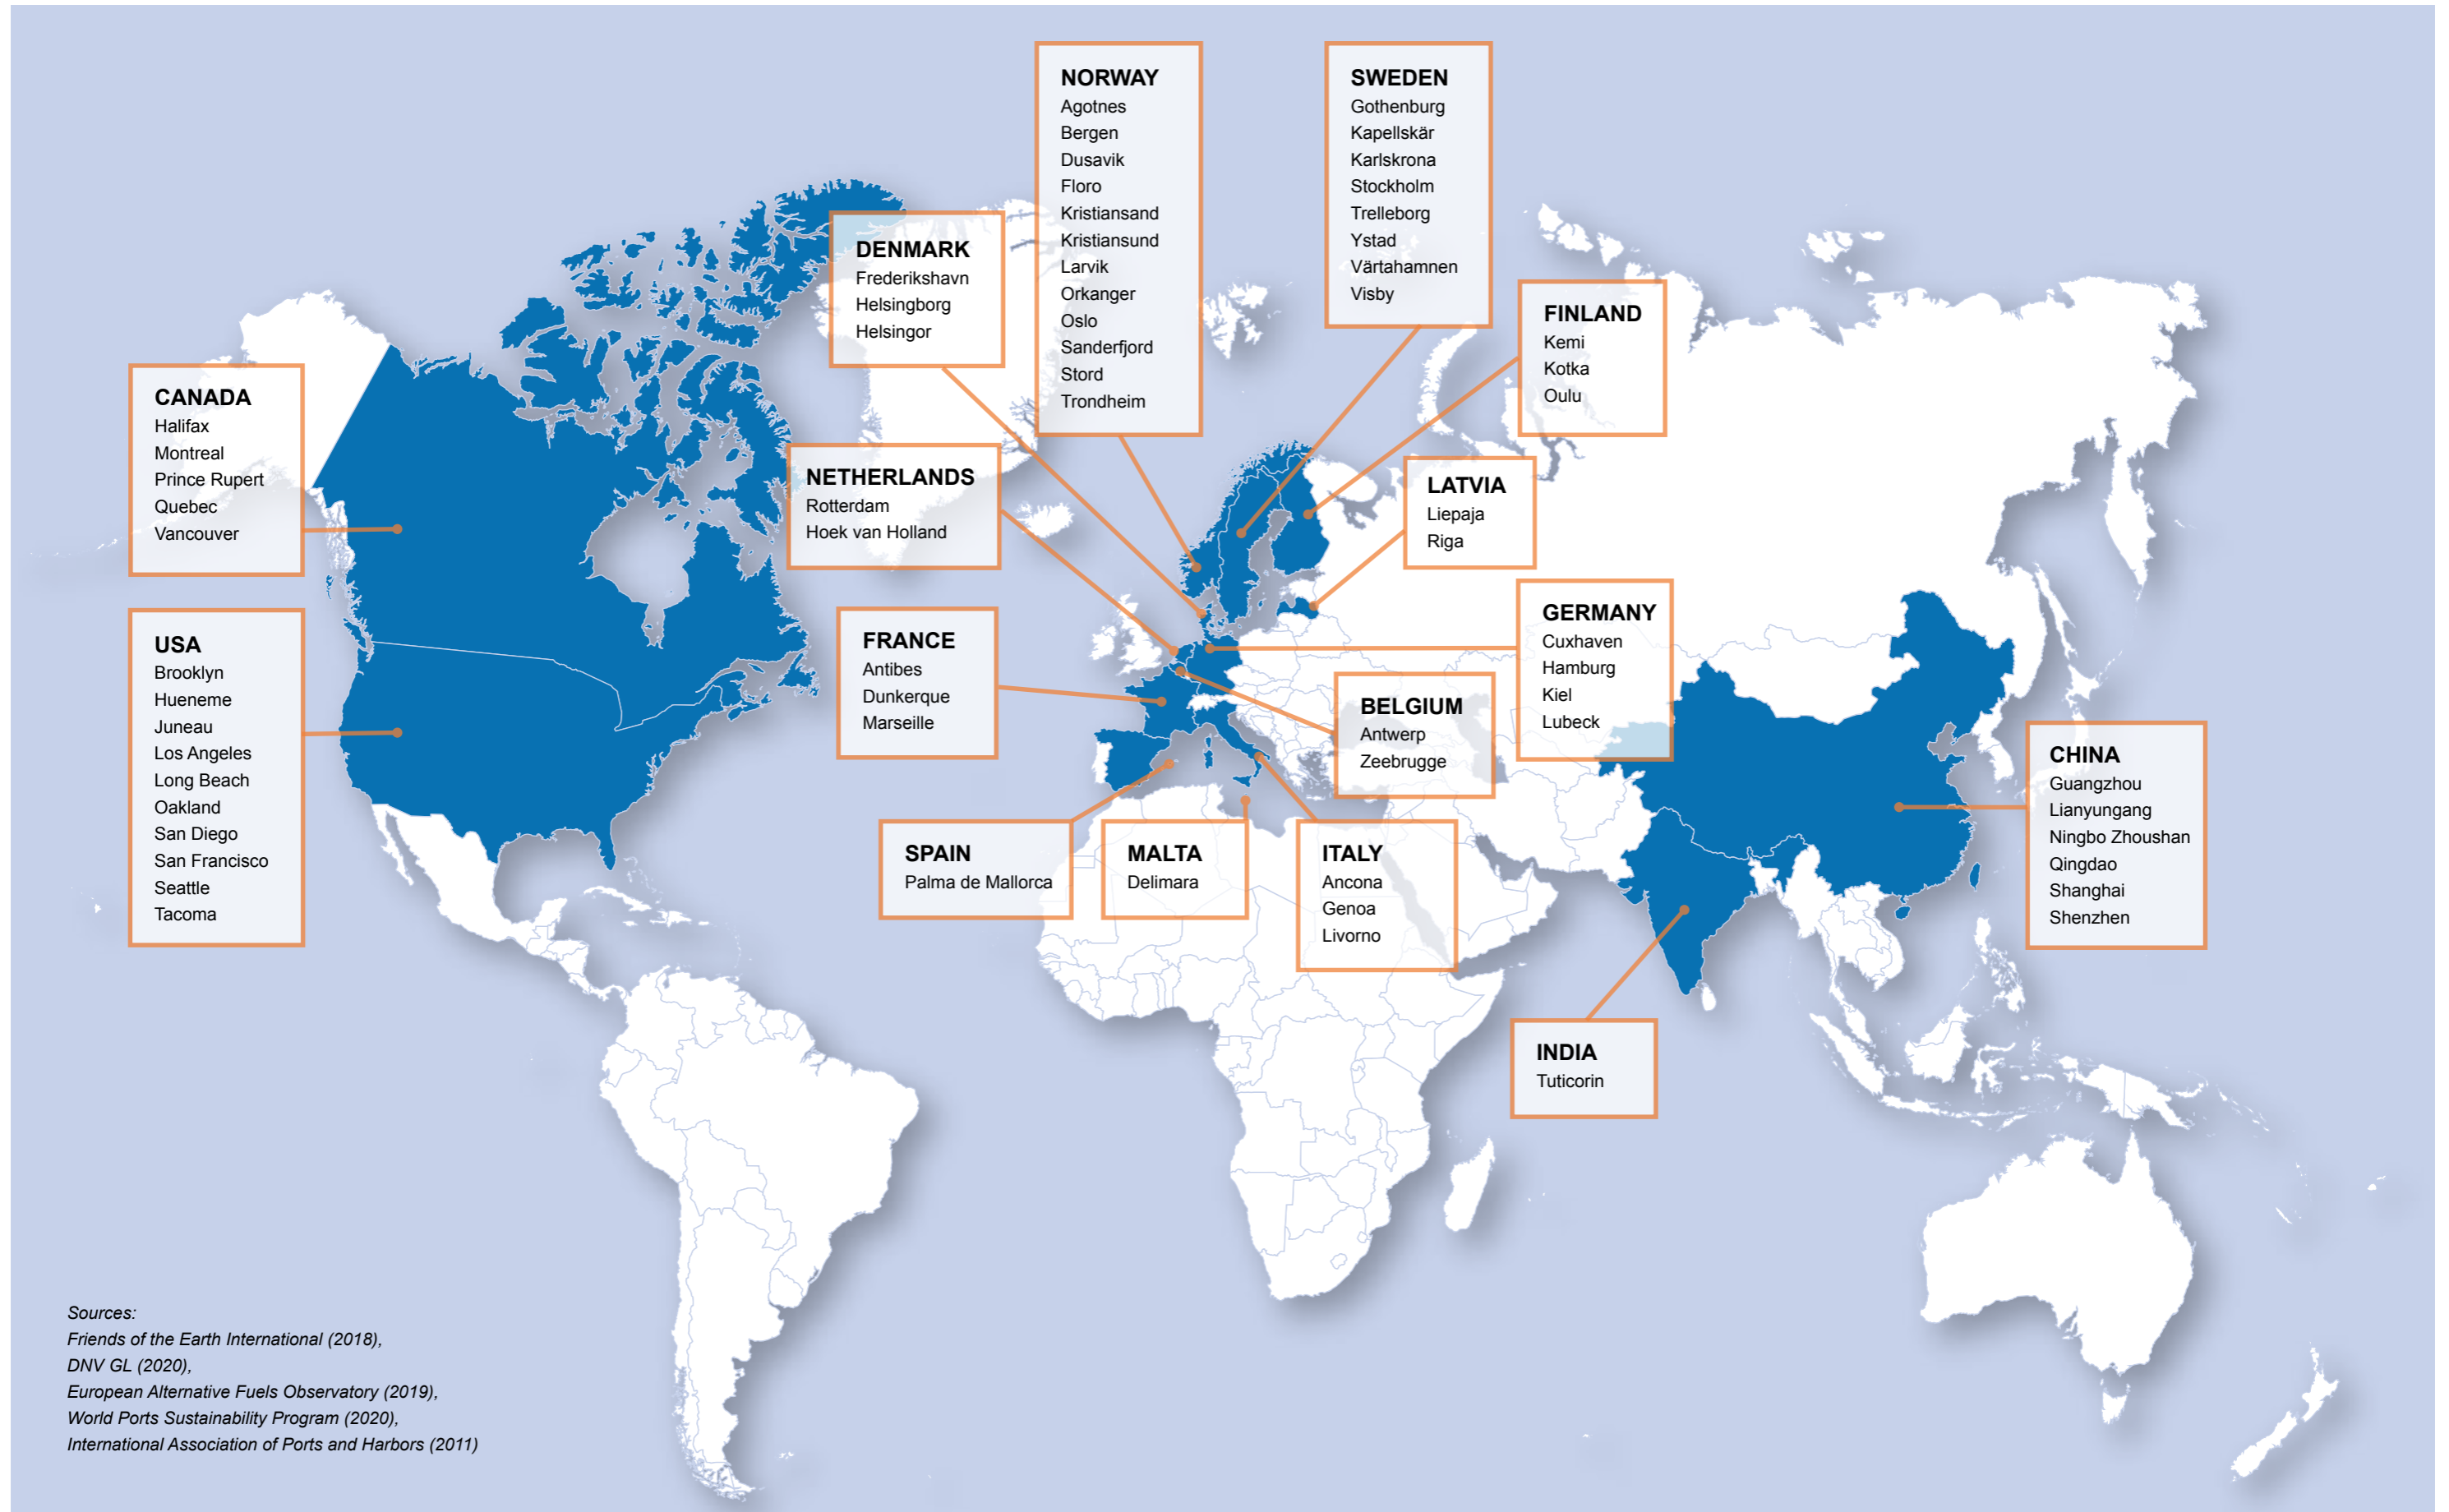 NORWAY
Agotnes
Bergen
Dusavik
Floro
Kristiansand
Kristiansund
Larvik
Orkanger
Oslo
Sanderfjord
Stord
Trondheim
SWEDEN
Gothenburg
Kapellskär
Karlskrona
Stockholm
Trelleborg
Ystad
Värtahamnen
Visby
DENMARK
Frederikshavn
Helsingborg
Helsingor
FINLAND
Kemi
Kotka
Oulu
CANADA
Halifax
Montreal
Prince Rupert
Quebec
Vancouver
NETHERLANDS
Rotterdam
Hoek van Holland
LATVIA
Liepaja
Riga
USA
Brooklyn
Hueneme
Juneau
Los Angeles
Long Beach
Oakland
San Diego
San Francisco
Seattle
Tacoma
FRANCE
Antibes
Dunkerque
Marseille
GERMANY
Cuxhaven
Hamburg
Kiel
Lubeck
BELGIUM
Antwerp
Zeebrugge
CHINA
Guangzhou
Lianyungang
Ningbo Zhoushan
Qingdao
Shanghai
Shenzhen
SPAIN
Palma de Mallorca
MALTA
Delimara
ITALY
Ancona
Genoa
Livorno
INDIA
Tuticorin
Sources:
Friends of the Earth International (2018),
DNV GL (2020),
European Alternative Fuels Observatory (2019),
World Ports Sustainability Program (2020),
International Association of Ports and Harbors (2011)